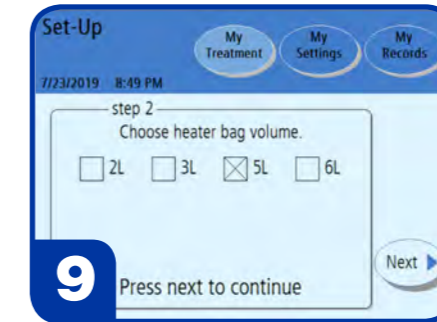 Set-Up
My Treatment
My Settings
My Records
7/23/2019 8:49 PM
step 2
Choose heater bag volume.
2L 3L 5L 6L
Next
9
Press next to continue